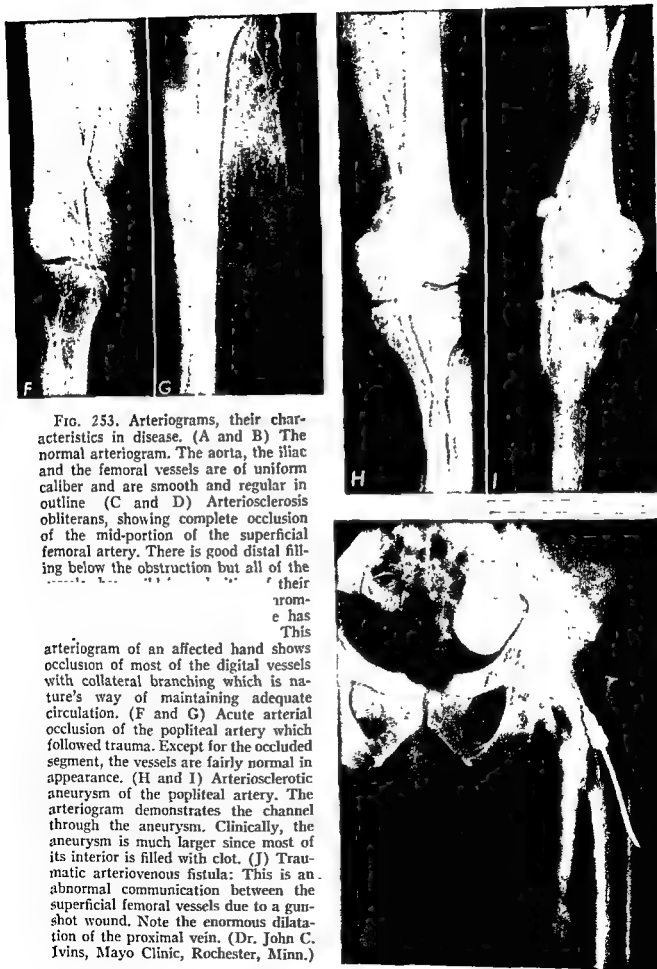 F
G
H
I
FIG. 253. Arteriograms, their char-
acteristics in disease. (A and B) The
normal arteriogram. The aorta, the iliac
and the femoral vessels are of uniform
caliber and are smooth and regular in
outline (C and D) Arteriosclerosis
obliterans, showing complete occlusion
of the mid-portion of the superficial
femoral artery. There is good distal fill-
ing below the obstruction but all of the
their
e has
This
arteriogram of an affected hand shows
occlusion of most of the digital vessels
with collateral branching which is na-
ture's way of maintaining adequate
circulation. (F and G) Acute arterial
occlusion of the popliteal artery which
followed trauma. Except for the occluded
segment, the vessels are fairly normal in
appearance. (H and I) Arteriosclerotic
aneurysm of the popliteal artery. The
arteriogram demonstrates the channel
through the aneurysm. Clinically, the
aneurysm is much larger since most of
its interior is filled with clot. (J) Trau-
matic arteriovenous fistula: This is an
abnormal communication between the
superficial femoral vessels due to a gun-
shot wound. Note the enormous dilata-
tion of the proximal vein. (Dr. John C.
Ivins, Mayo Clinic, Rochester, Minn.)